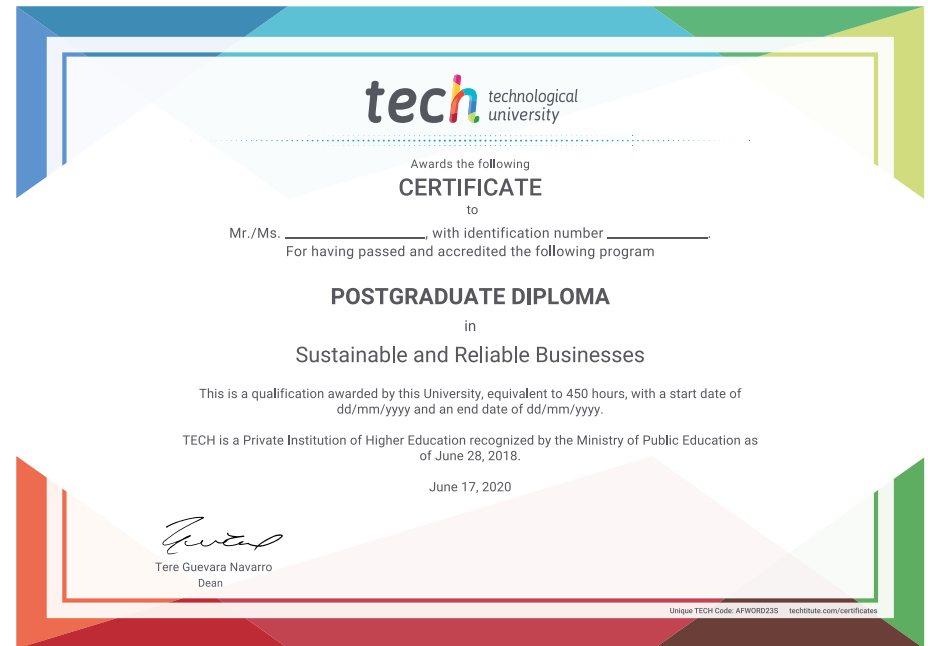 tech technological
university
Awards the following
CERTIFICATE
to
Mr./Ms. ____________, with identification number ____________.
For having passed and accredited the following program
POSTGRADUATE DIPLOMA
in
Sustainable and Reliable Businesses
This is a qualification awarded by this University, equivalent to 450 hours, with a start date of
dd/mm/yyyy and an end date of dd/mm/yyyy.
TECH is a Private Institution of Higher Education recognized by the Ministry of Public Education as
of June 28, 2018.
June 17, 2020
Tere Guevara Navarro
Dean
Unique TECH Code: AFWORD23S techtitute.com/certificates